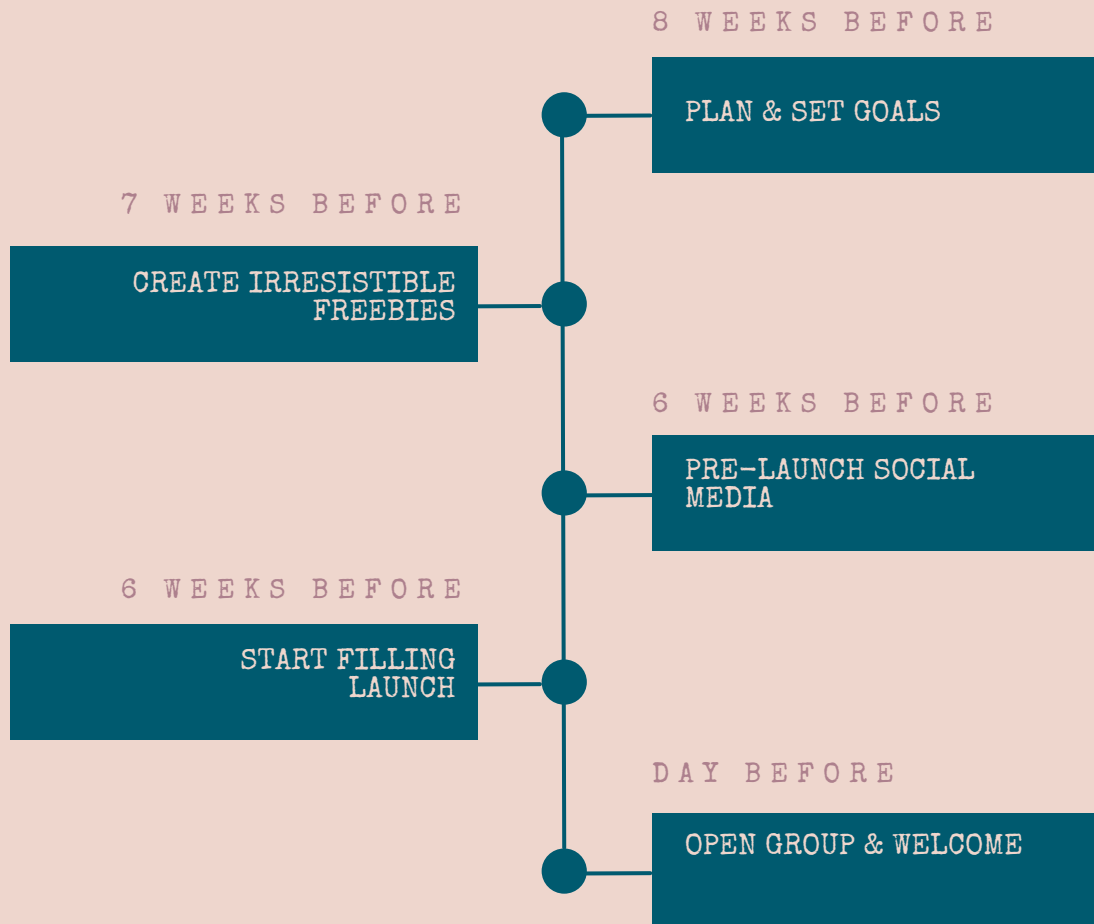 8 WEEKS BEFORE
PLAN & SET GOALS
7 WEEKS BEFORE
CREATE IRRESISTIBLE
FREEBIES
6 WEEKS BEFORE
PRE-LAUNCH SOCIAL
MEDIA
6 WEEKS BEFORE
START FILLING
LAUNCH
DAY BEFORE
OPEN GROUP & WELCOME